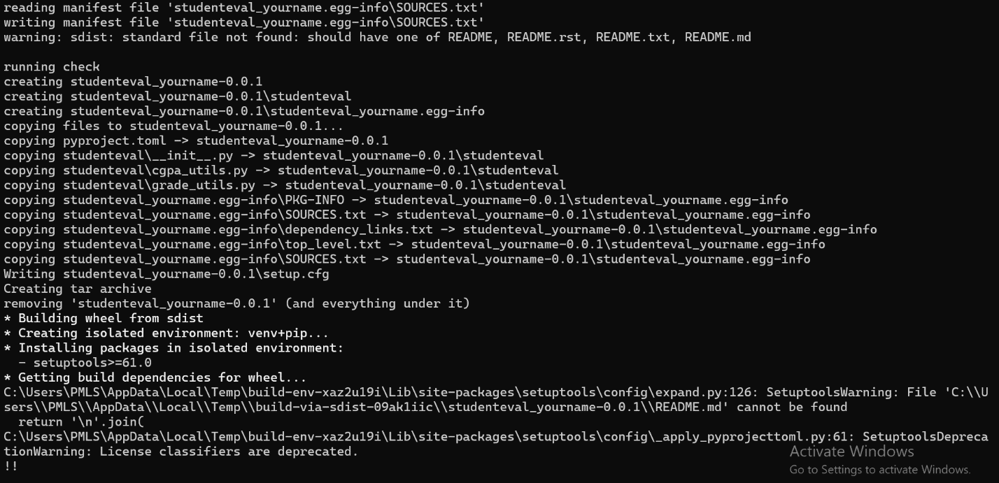 reading manifest file 'studenteval_yourname.egg-info\SOURCES.txt'
writing manifest file 'studenteval_yourname.egg-info\SOURCES.txt'
warning: sdist: standard file not found: should have one of README, README.rst, README.txt, README.md
running check
creating studenteval_yourname-0.0.1
creating studenteval_yourname-0.0.1\studenteval
creating studenteval_yourname-0.0.1\studenteval_yourname.egg-info
copying files to studenteval_yourname-0.0.1...
copying pyproject.toml -> studenteval_yourname-0.0.1
copying studenteval\__init__.py -> studenteval_yourname-0.0.1\studenteval
copying studenteval\cgpa_utils.py -> studenteval_yourname-0.0.1\studenteval
copying studenteval\grade_utils.py -> studenteval_yourname-0.0.1\studenteval
copying studenteval_yourname.egg-info\PKG-INFO -> studenteval_yourname-0.0.1\studenteval_yourname.egg-info
copying studenteval_yourname.egg-info\SOURCES.txt -> studenteval_yourname-0.0.1\studenteval_yourname.egg-info
copying studenteval_yourname.egg-info\dependency_links.txt -> studenteval_yourname-0.0.1\studenteval_yourname.egg-info
copying studenteval_yourname.egg-info\top_level.txt -> studenteval_yourname-0.0.1\studenteval_yourname.egg-info
copying studenteval_yourname.egg-info\SOURCES.txt -> studenteval_yourname-0.0.1\studenteval_yourname.egg-info
Writing studenteval_yourname-0.0.1\setup.cfg
Creating tar archive
removing 'studenteval_yourname-0.0.1' (and everything under it)
* Building wheel from sdist
* Creating isolated environment: venv+pip...
* Installing packages in isolated environment:
  - setuptools>=61.0
* Getting build dependencies for wheel...
C:\Users\PMLS\AppData\Local\Temp\build-env-xaz2u19i\Lib\site-packages\setuptools\config\expand.py:126: SetuptoolsWarning: File 'C:\\U
sers\\PMLS\\AppData\\Local\\Temp\\build-via-sdist-09ak1iic\\studenteval_yourname-0.0.1\\README.md' cannot be found
  return '\n'.join(
C:\Users\PMLS\AppData\Local\Temp\build-env-xaz2u19i\Lib\site-packages\setuptools\config\_apply_pyprojecttoml.py:61: SetuptoolsDepreca
tionWarning: License classifiers are deprecated.
!!
Activate Windows
Go to Settings to activate Windows.